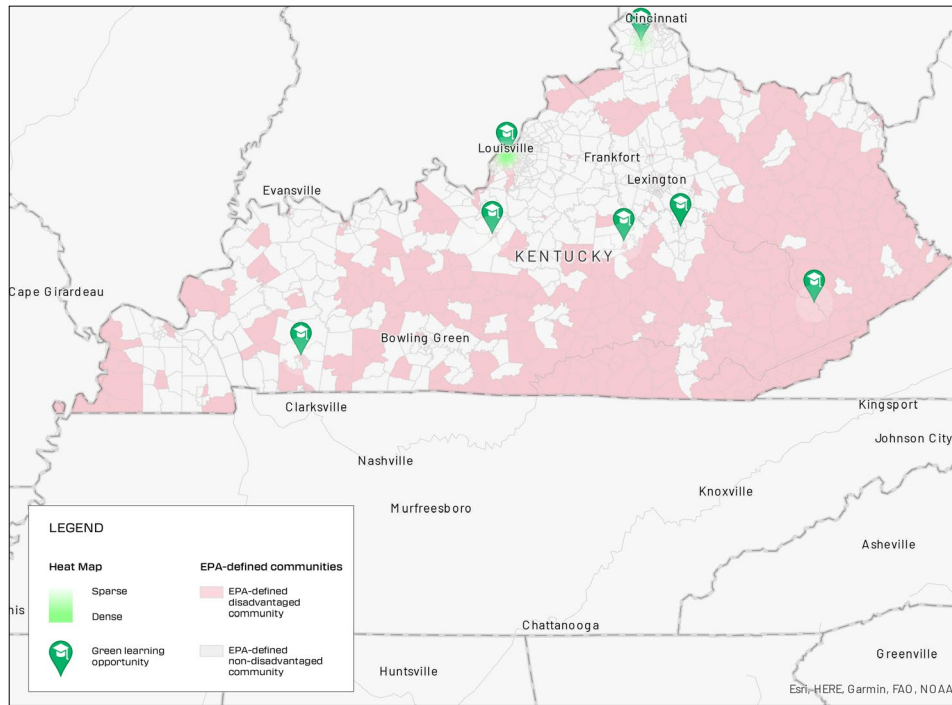 Cincinnati
Louisville
Frankfort
Lexington
Evansville
KENTUCKY
Cape Girardeau
Bowling Green
Clarksville
Kingsport
Johnson City
Nashville
Knoxville
Murfreesboro
Asheville
Chattanooga
Greenville
Huntsville
nis
LEGEND
Heat Map
Sparse
Dense
Green learning
opportunity
EPA-defined communities
EPA-defined
disadvantaged
community
EPA-defined
non-disadvantaged
community
Esri, HERE, Garmin, FAO, NOAA